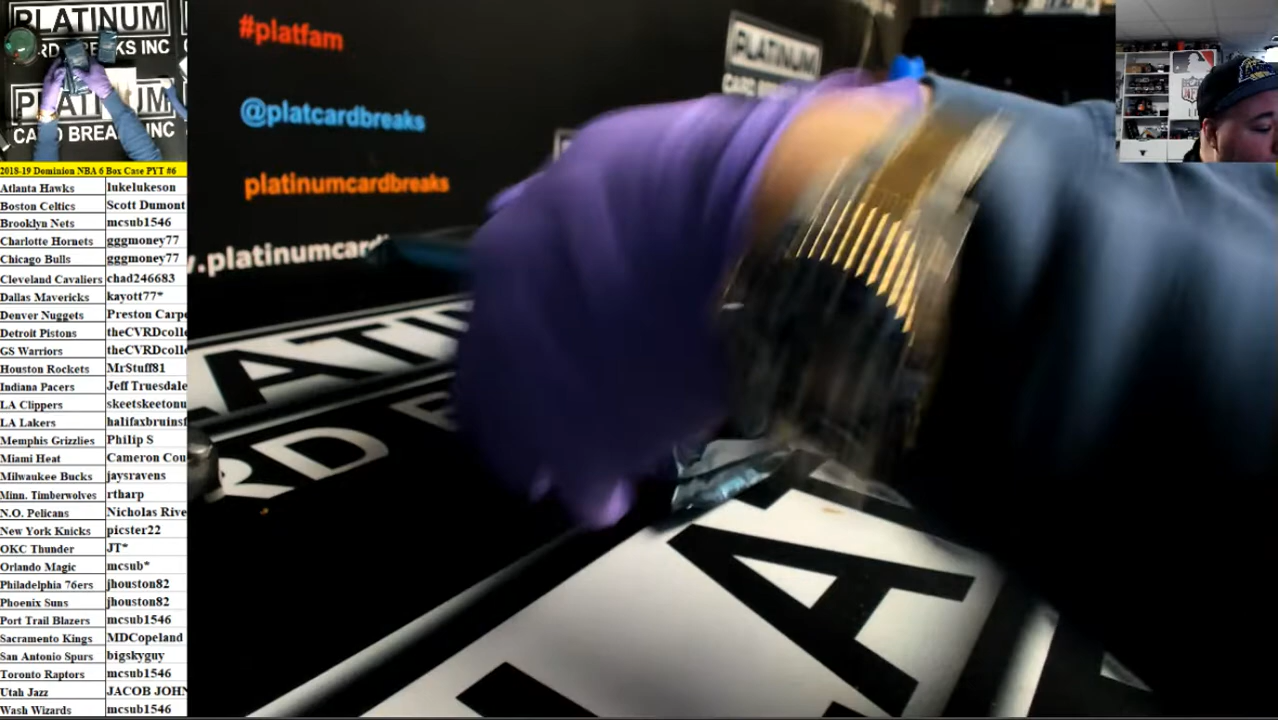 PLATINUM
CARD BREAKS INC
PLATINUM
CARD BREAKS INC
2018-19 Dominion NBA 6 Box Case PYT #6
Atlanta Hawks lukelukeson
Boston Celtics Scott Dumont
Brooklyn Nets mcsub1546
Charlotte Hornets gggmoney77
Chicago Bulls gggmoney77
Cleveland Cavaliers chad246683
Dallas Mavericks kayott77*
Denver Nuggets Preston Carpe
Detroit Pistons theCVRDcolle
GS Warriors theCVRDcolle
Houston Rockets MrStuff81
Indiana Pacers Jeff Truesdale
LA Clippers skeetskeetonu
LA Lakers halifaxbruinsf
Memphis Grizzlies Philip S
Miami Heat Cameron Cou
Milwaukee Bucks jaysravens
Minn. Timberwolves rtharp
N.O. Pelicans Nicholas Rive
New York Knicks picster22
OKC Thunder JT*
Orlando Magic mcsub*
Philadelphia 76ers jhouston82
Phoenix Suns jhouston82
Port Trail Blazers mcsub1546
Sacramento Kings MDCopeland
San Antonio Spurs bigskyguy
Toronto Raptors mcsub1546
Utah Jazz JACOB JOHN
Wash Wizards mcsub1546
#platfam
@platcardbreaks
platinumcardbreaks
.platinumcard
PLATINUM
CARD BREAKS
LATI
RD B
A